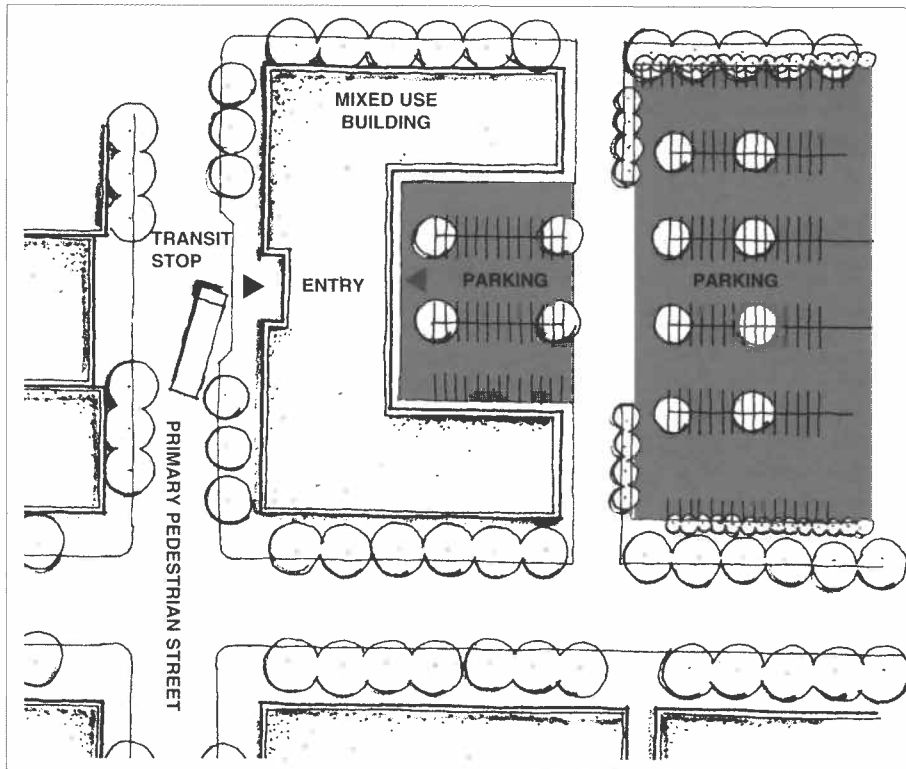 MIXED USE
BUILDING
TRANSIT
STOP
ENTRY
PARKING
PARKING
PRIMARY PEDESTRIAN STREET